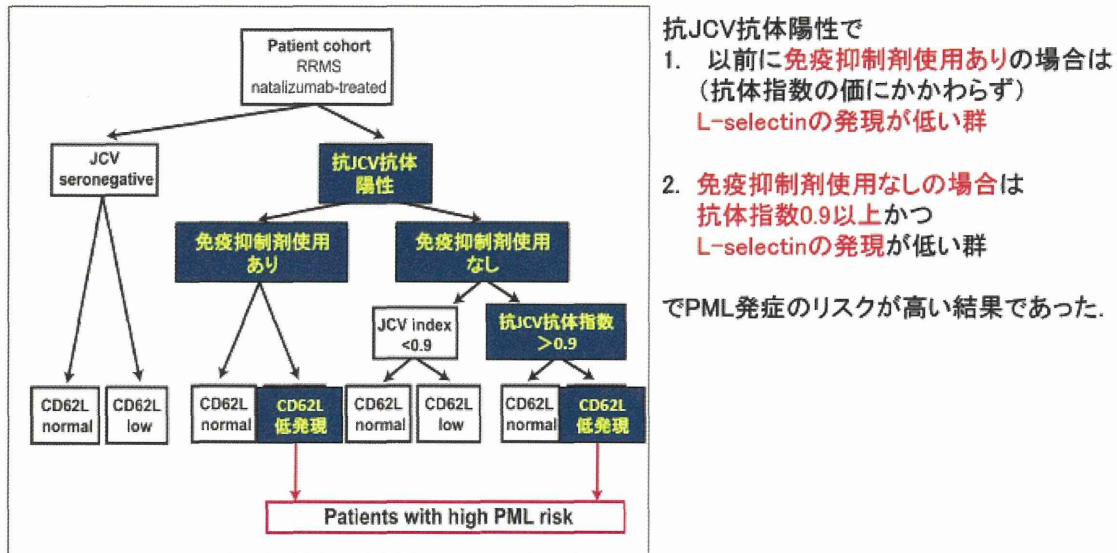 Patient cohort
RRMS
natalizumab-treated
JCV
seronegative
抗JCV抗体
陽性
免疫抑制剤使用
あり
免疫抑制剤使用
なし
JCV index
<0.9
抗JCV抗体指数
＞0.9
CD62L
normal
CD62L
low
CD62L
normal
CD62L
低発現
CD62L
normal
CD62L
low
CD62L
normal
CD62L
低発現
Patients with high PML risk
抗JCV抗体陽性で
1. 以前に免疫抑制剤使用ありの場合は
(抗体指数の価にかかわらず)
L-selectinの発現が低い群
2. 免疫抑制剤使用なしの場合は
抗体指数0.9以上かつ
L-selectinの発現が低い群
でPML発症のリスクが高い結果であった.